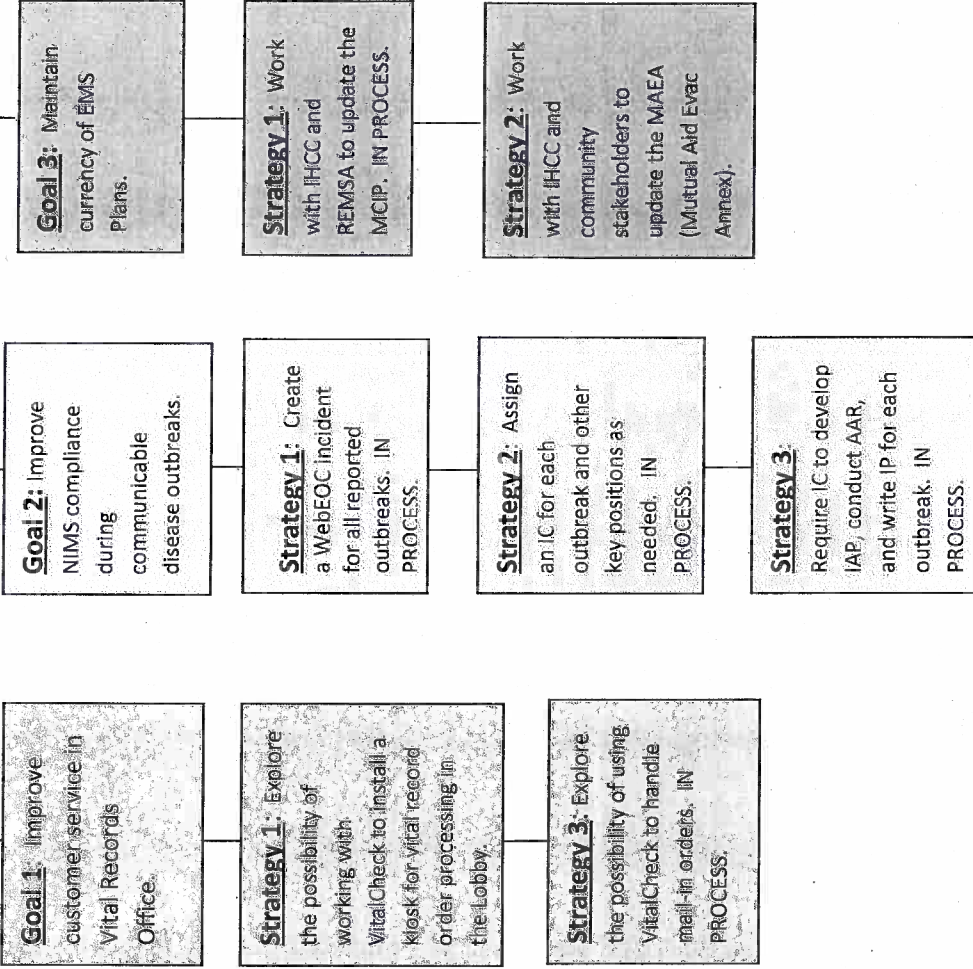 Goal 1: Improve
customer service in
Vital Records
Office.
Strategy 1: Explore
the possibility of
working with
VitalCheck to install a
kiosk for vital record
order processing in
the Lobby.
Strategy 3: Explore
the possibility of using
VitalCheck to handle
mail-in orders. IN
PROCESS.
Goal 2: Improve
NIMS compliance
during
communicable
disease outbreaks.
Strategy 1: Create
a WebEOC incident
for all reported
outbreaks. IN
PROCESS.
Strategy 2: Assign
an IC for each
outbreak and other
key positions as
needed. IN
PROCESS.
Strategy 3:
Require IC to develop
IAP, conduct AAR,
and write IP for each
outbreak. IN
PROCESS.
Goal 3: Maintain
currency of EMS
Plans.
Strategy 1: Work
with IHCC and
REMSA to update the
MCIP. IN PROCESS.
Strategy 2: Work
with IHCC and
community
stakeholders to
update the MAEA
(Mutual Aid Evac
Annex).